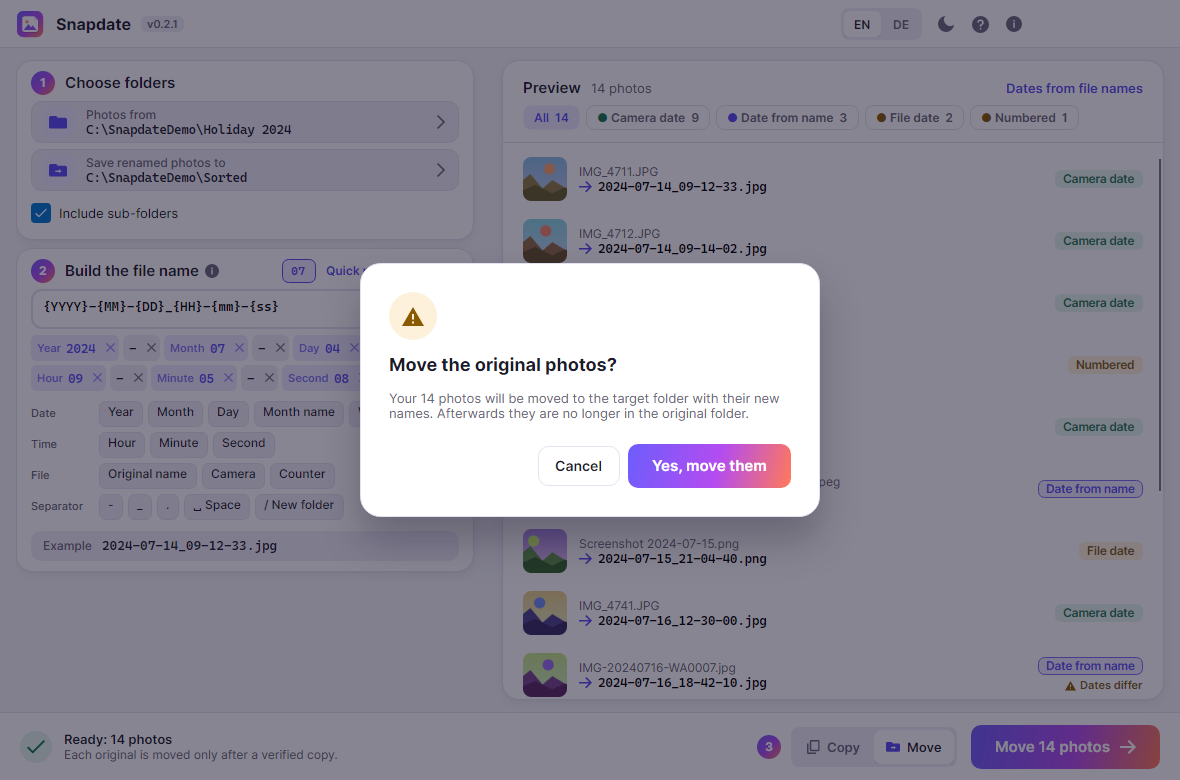 Snapdate v0.2.1
EN DE
1 Choose folders
Photos from
C:\SnapdateDemo\Holiday 2024
Save renamed photos to
C:\SnapdateDemo\Sorted
Include sub-folders
2 Build the file name
07 Quick
{YYYY}-{MM}-{DD}_{HH}-{mm}-{ss}
Year 2024 × - × Month 07 × - × Day 04 ×
Hour 09 × - × Minute 05 × - × Second 08
Date Year Month Day Month name
Time Hour Minute Second
File Original name Camera Counter
Separator - _ . ␣ Space / New folder
Example 2024-07-14_09-12-33.jpg
Preview 14 photos
Dates from file names
All 14 Camera date 9 Date from name 3 File date 2 Numbered 1
IMG_4711.JPG
→ 2024-07-14_09-12-33.jpg
Camera date
IMG_4712.JPG
→ 2024-07-14_09-14-02.jpg
Camera date
Camera date
Numbered
Camera date
peg
Date from name
Screenshot 2024-07-15.png
→ 2024-07-15_21-04-40.png
File date
IMG_4741.JPG
→ 2024-07-16_12-30-00.jpg
Camera date
IMG-20240716-WA0007.jpg
→ 2024-07-16_18-42-10.jpg
Date from name
Dates differ
Move the original photos?
Your 14 photos will be moved to the target folder with their new
names. Afterwards they are no longer in the original folder.
Cancel Yes, move them
Ready: 14 photos
Each original is moved only after a verified copy.
3 Copy Move
Move 14 photos →